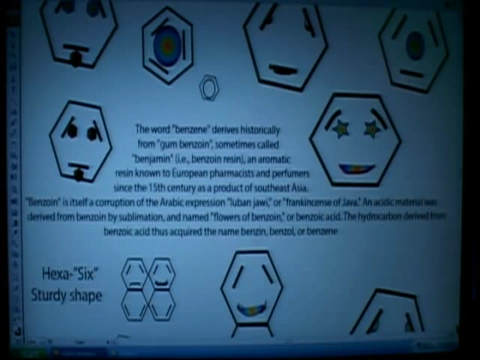 The word "benzene" derives historically
from "gum benzoin", sometimes called
"benjamin" (i.e., benzoin resin), an aromatic
resin known to European pharmacists and perfumers
since the 15th century as a product of southeast Asia.
"Benzoin" is itself a corruption of the Arabic expression "luban jawi," or "frankincense of Java." An acidic material was
derived from benzoin by sublimation, and named "flowers of benzoin," or benzoic acid. The hydrocarbon derived from
benzoic acid thus acquired the name benzin, benzol, or benzene
Hexa-"Six"
Sturdy shape